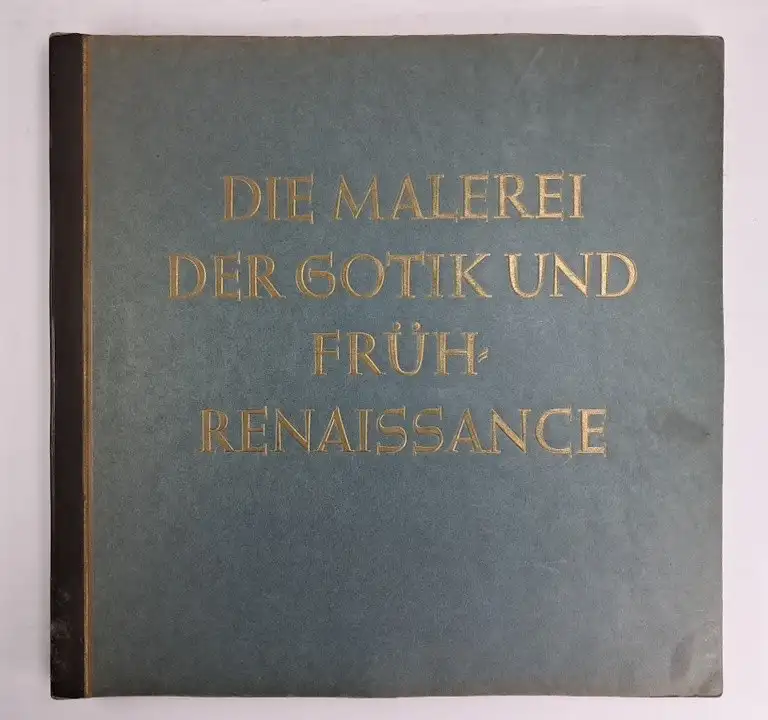 DIE MALEREI
DER GOTIK UND
FRÜH-
RENAISSANCE